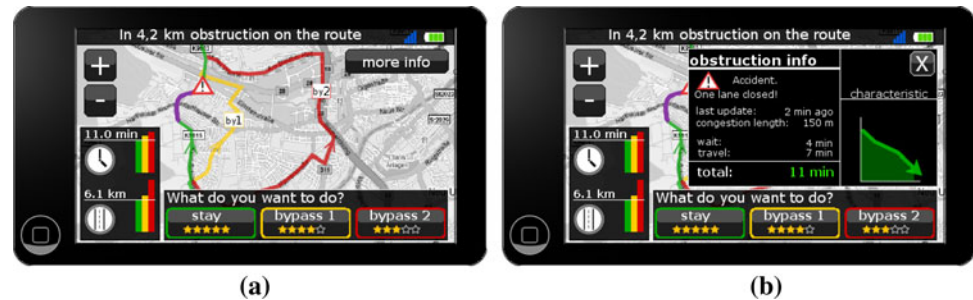 In 4,2 km obstruction on the route
more info
+
-
by2
by1
11.0 min
6.1 km
What do you want to do?
stay
bypass 1
bypass 2
(a)
In 4,2 km obstruction on the route
+
-
obstruction info
X
Accident.
One lane closed!
characteristic
last update: 2 min ago
congestion length: 150 m
wait: 4 min
travel: 7 min
total: 11 min
11.0 min
6.1 km
What do you want to do?
stay
bypass 1
bypass 2
(b)